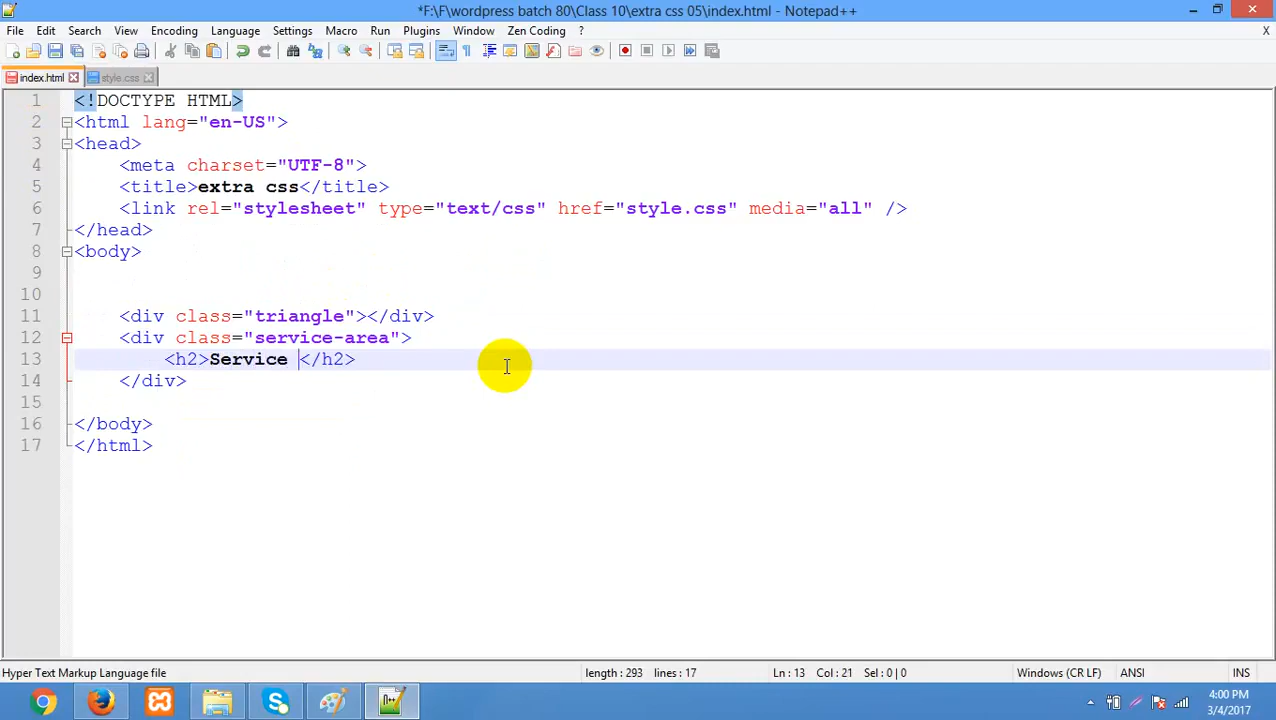 *F:\F\wordpress batch 80\Class 10\extra css 05\index.html - Notepad++
File Edit Search View Encoding Language Settings Macro Run Plugins Window Zen Coding ? X
index.html style.css
1 <!DOCTYPE HTML>
2 <html lang="en-US">
3 <head>
4 <meta charset="UTF-8">
5 <title>extra css</title>
6 <link rel="stylesheet" type="text/css" href="style.css" media="all" />
7 </head>
8 <body>
9
10
11 <div class="triangle"></div>
12 <div class="service-area">
13 <h2>Service </h2>
14 </div>
15
16 </body>
17 </html>
Hyper Text Markup Language file length : 293 lines : 17 Ln : 13 Col : 21 Sel : 0 | 0 Windows (CR LF) ANSI INS
4:00 PM
3/4/2017